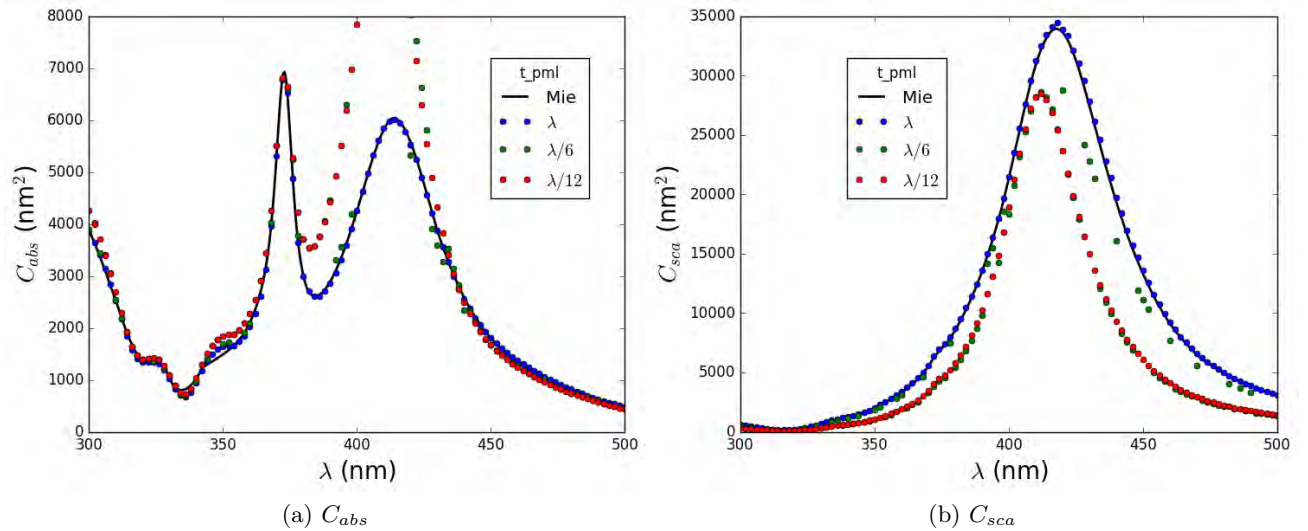 8000
7000
6000
5000
4000
3000
2000
1000
0
C_abs (nm²)
300
350
400
450
500
λ (nm)
t_pml
Mie
λ
λ/6
λ/12
(a) C_abs
35000
30000
25000
20000
15000
10000
5000
0
C_sca (nm²)
300
350
400
450
500
λ (nm)
t_pml
Mie
λ
λ/6
λ/12
(b) C_sca